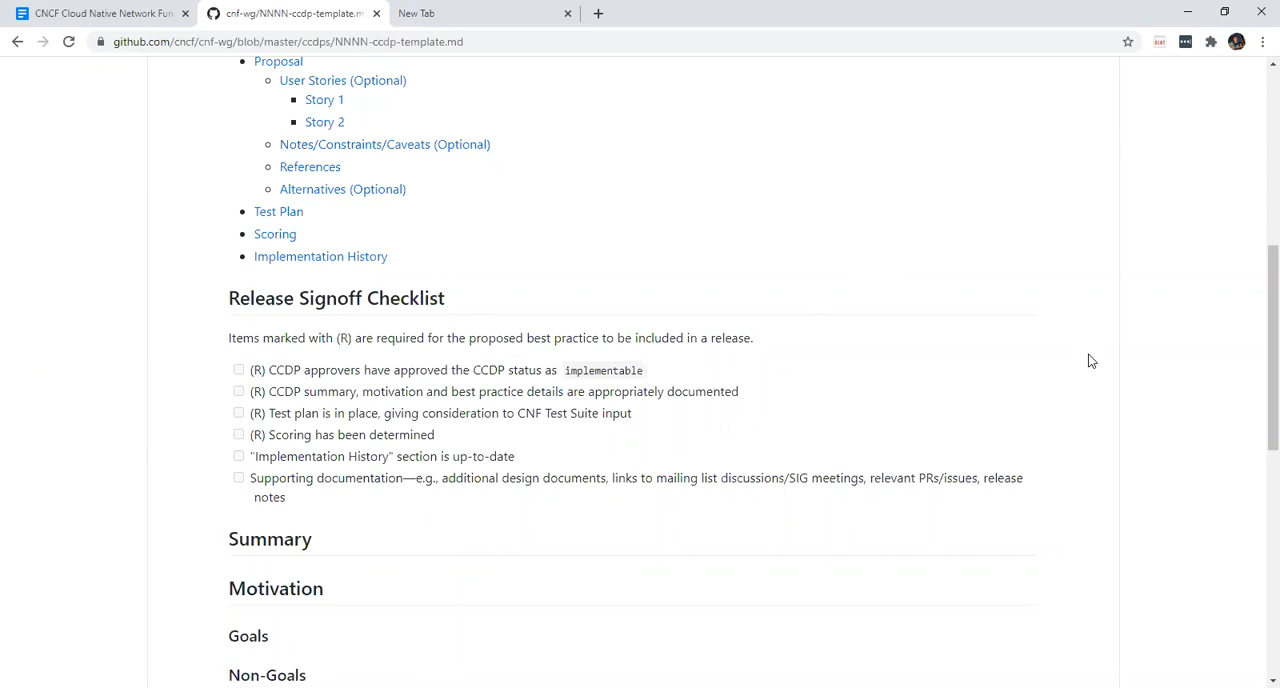 CNCF Cloud Native Network Fun
cnf-wg/NNNN-ccdp-template.m
New Tab
github.com/cncf/cnf-wg/blob/master/ccdps/NNNN-ccdp-template.md
Proposal
User Stories (Optional)
Story 1
Story 2
Notes/Constraints/Caveats (Optional)
References
Alternatives (Optional)
Test Plan
Scoring
Implementation History
Release Signoff Checklist
Items marked with (R) are required for the proposed best practice to be included in a release.
(R) CCDP approvers have approved the CCDP status as implementable
(R) CCDP summary, motivation and best practice details are appropriately documented
(R) Test plan is in place, giving consideration to CNF Test Suite input
(R) Scoring has been determined
"Implementation History" section is up-to-date
Supporting documentation—e.g., additional design documents, links to mailing list discussions/SIG meetings, relevant PRs/issues, release
notes
Summary
Motivation
Goals
Non-Goals